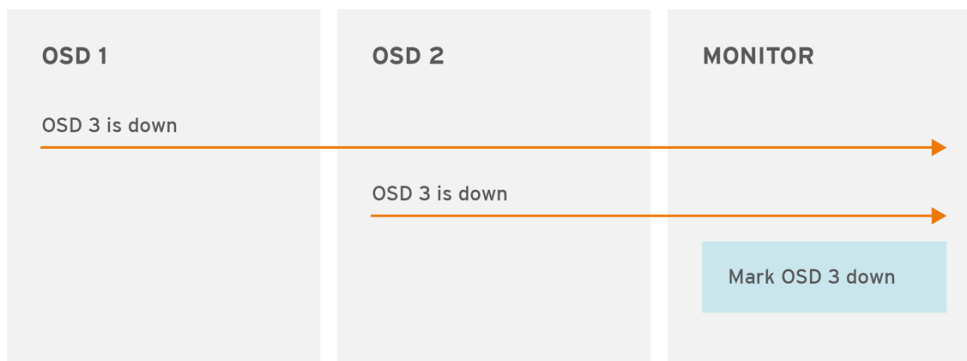 OSD 1
OSD 2
MONITOR
OSD 3 is down
OSD 3 is down
Mark OSD 3 down